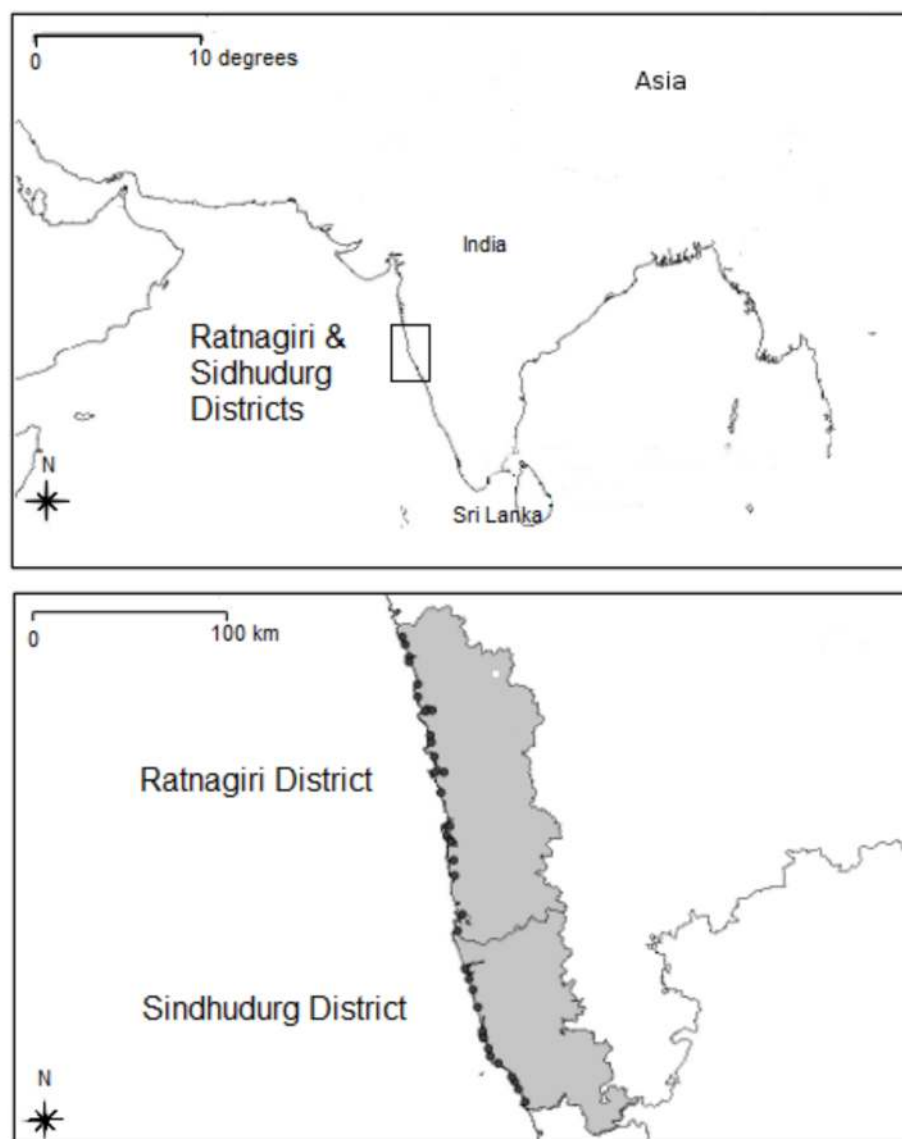 0 10 degrees
Asia
India
Ratnagiri &
Sidhudurg
Districts
N
Sri Lanka
0 100 km
Ratnagiri District
Sindhudurg District
N